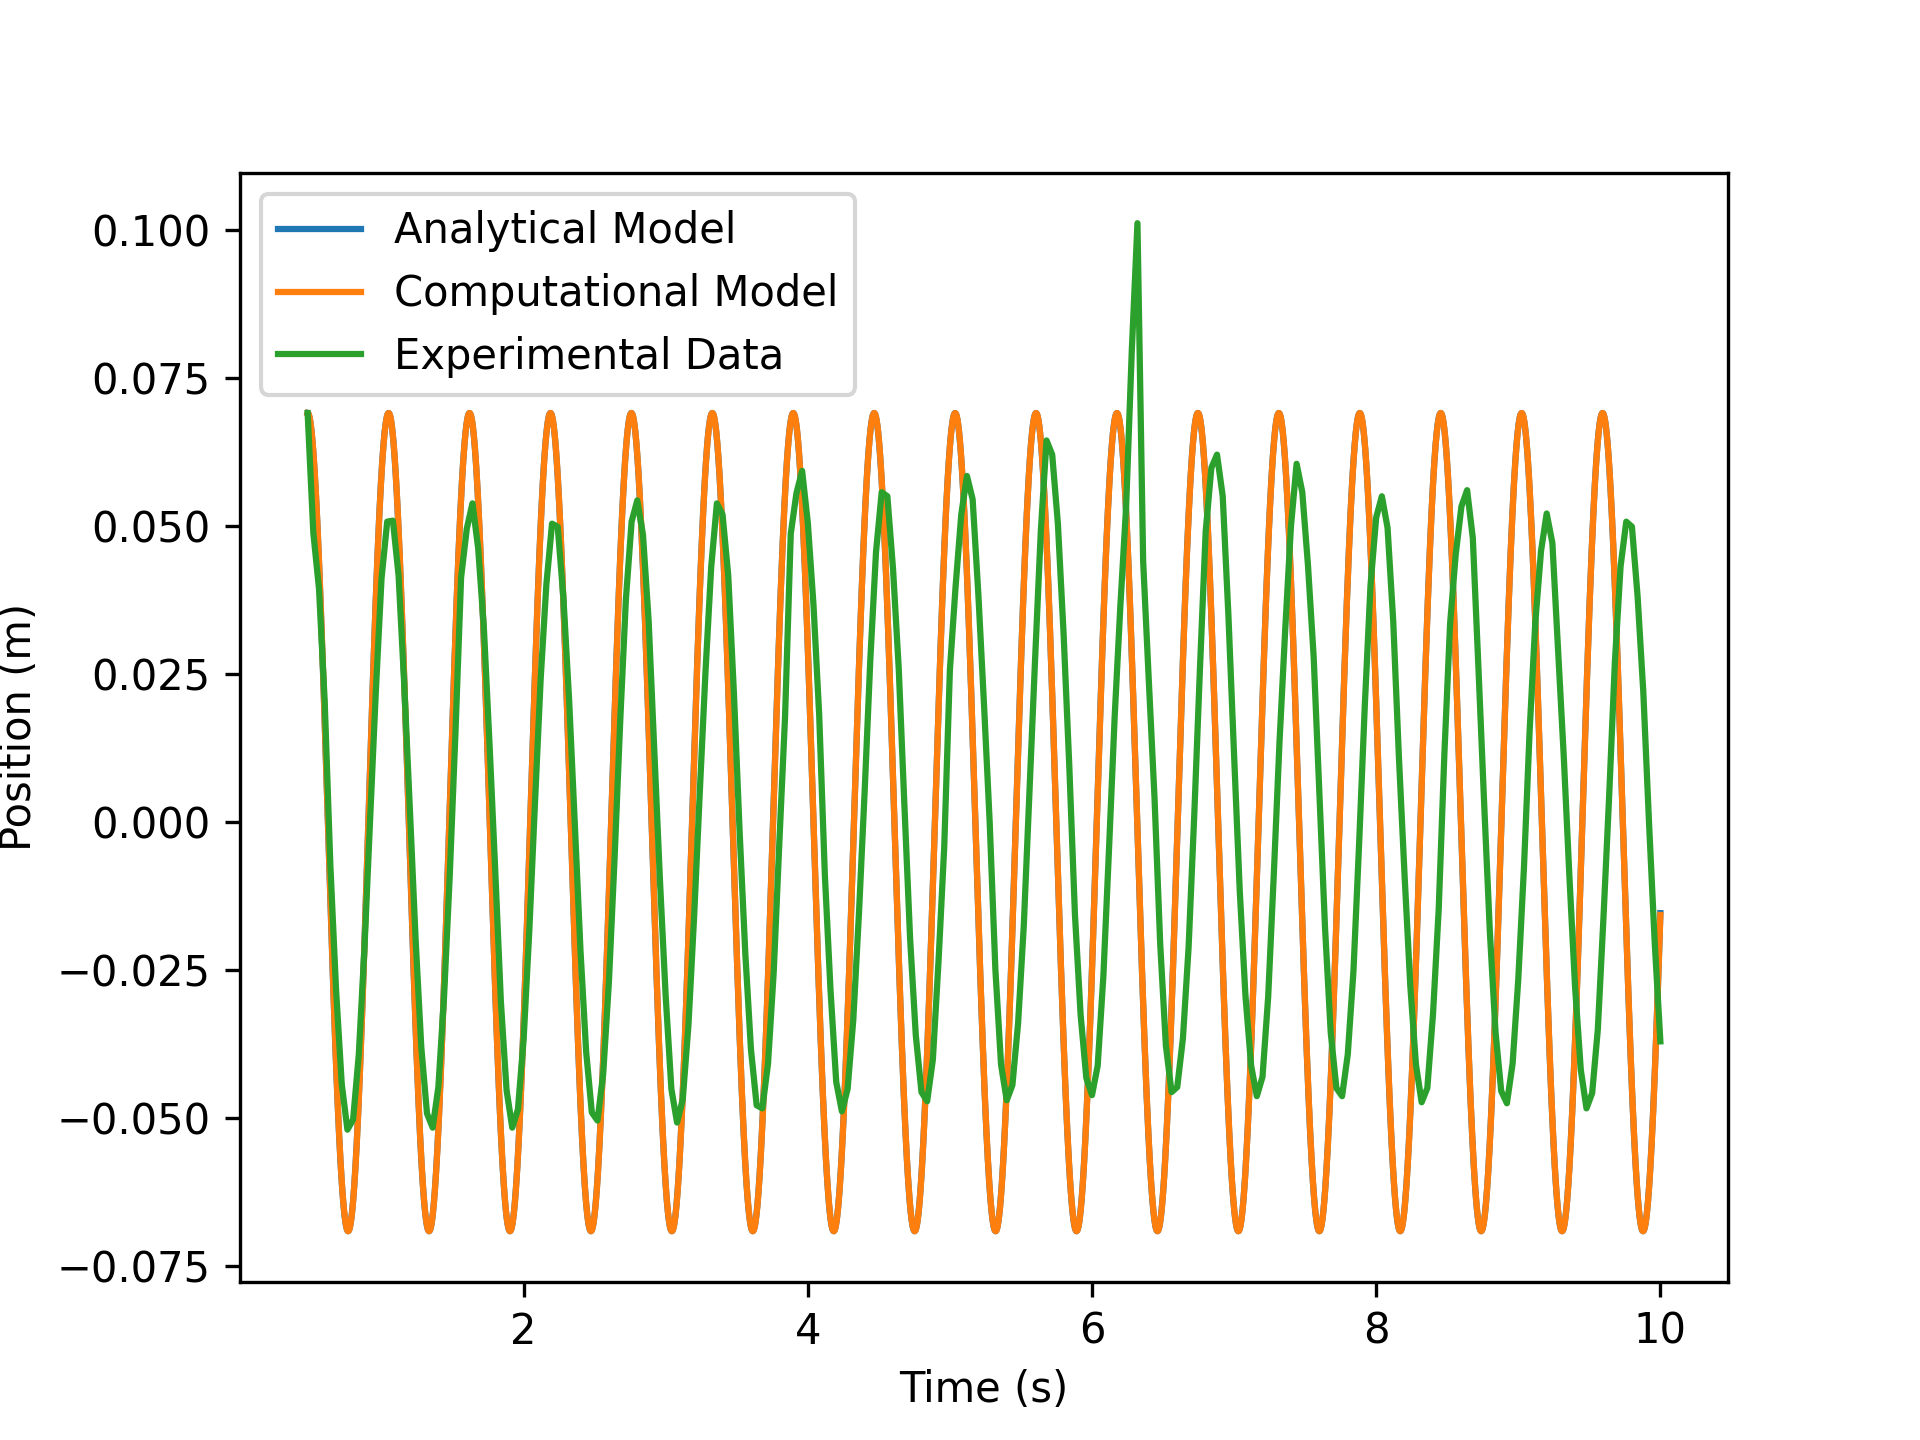 Analytical Model
Computational Model
Experimental Data
0.100
0.075
0.050
0.025
0.000
−0.025
−0.050
−0.075
Position (m)
2 4 6 8 10
Time (s)